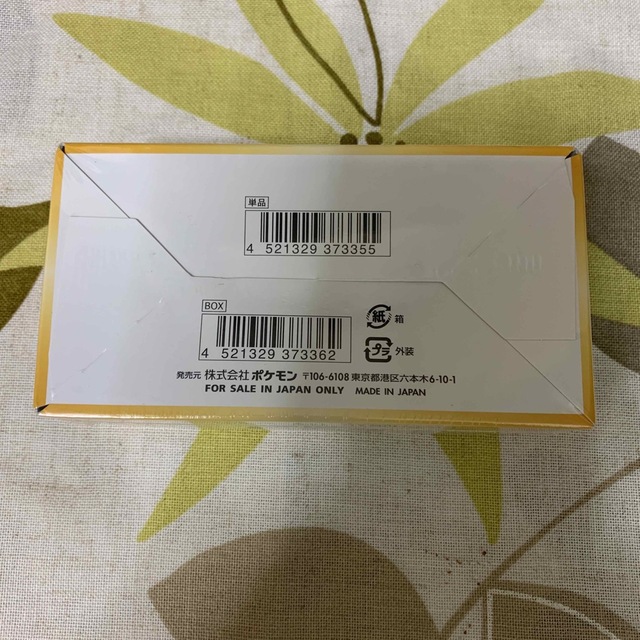 単品
4 521329 373355
BOX
4 521329 373362
紙 箱
プラ 外装
発売元 株式会社ポケモン 〒106-6108 東京都港区六本木6-10-1
FOR SALE IN JAPAN ONLY MADE IN JAPAN